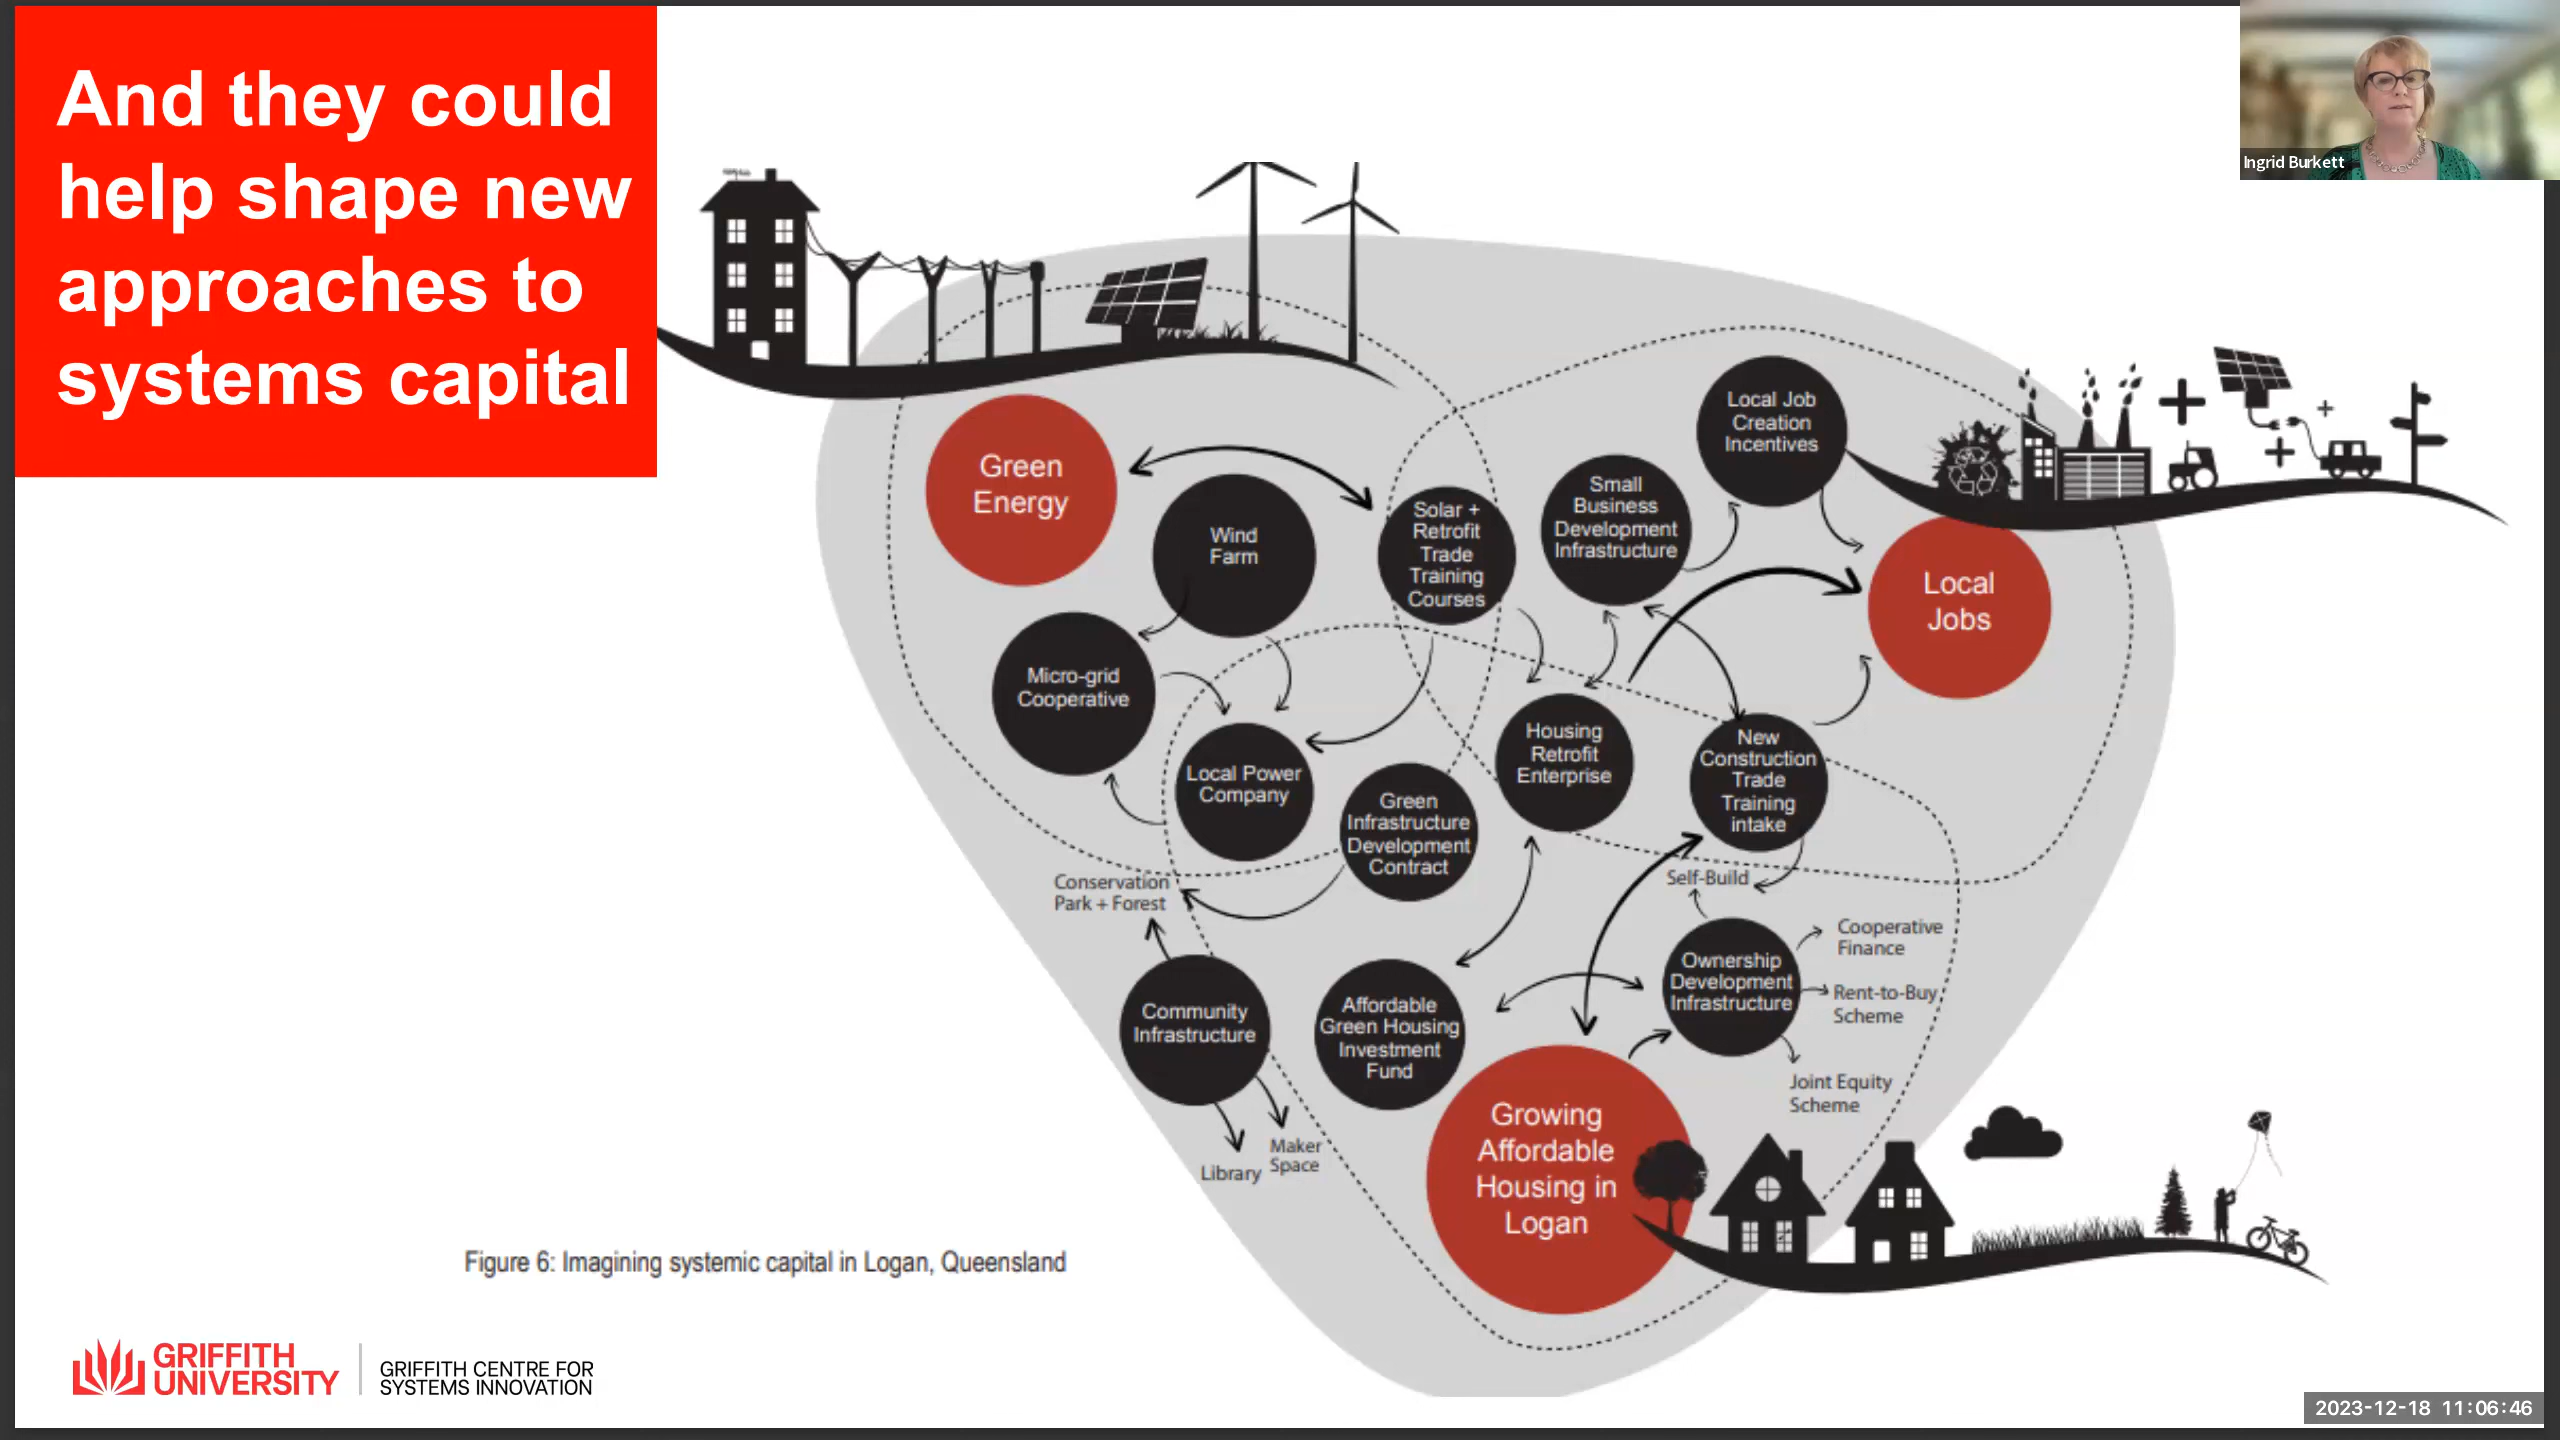 And they could
help shape new
approaches to
systems capital
Ingrid Burkett
Green
Energy
Wind
Farm
Solar +
Retrofit
Trade
Training
Courses
Small
Business
Development
Infrastructure
Local Job
Creation
Incentives
Local
Jobs
Micro-grid
Cooperative
Local Power
Company
Green
Infrastructure
Development
Contract
Housing
Retrofit
Enterprise
New
Construction
Trade
Training
intake
Conservation
Park + Forest
Self-Build
Community
Infrastructure
Affordable
Green Housing
Investment
Fund
Ownership
Development
Infrastructure
Cooperative
Finance
Rent-to-Buy
Scheme
Joint Equity
Scheme
Library
Maker
Space
Growing
Affordable
Housing in
Logan
Figure 6: Imagining systemic capital in Logan, Queensland
GRIFFITH
UNIVERSITY
GRIFFITH CENTRE FOR
SYSTEMS INNOVATION
2023-12-18 11:06:46